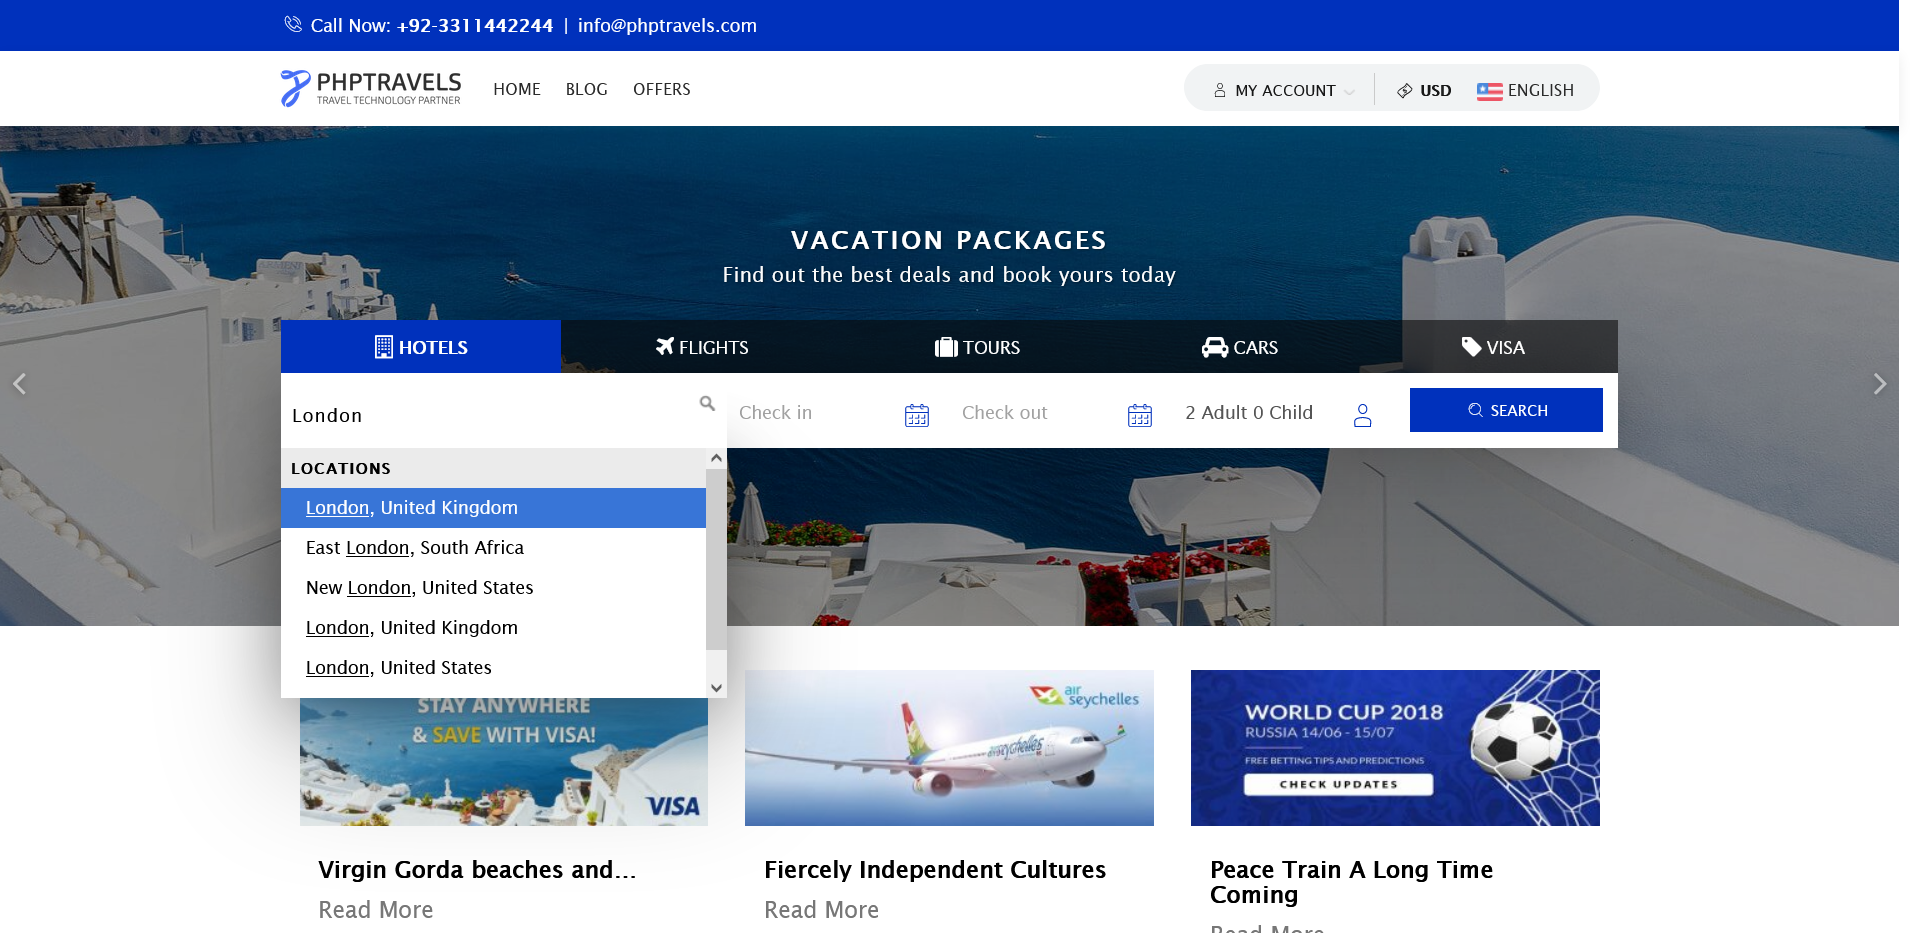 Call Now: +92-3311442244 | info@phptravels.com
PHPTRAVELS
TRAVEL TECHNOLOGY PARTNER
HOME BLOG OFFERS
MY ACCOUNT USD ENGLISH
VACATION PACKAGES
Find out the best deals and book yours today
HOTELS FLIGHTS TOURS CARS VISA
London Check in Check out 2 Adult 0 Child SEARCH
LOCATIONS
London, United Kingdom
East London, South Africa
New London, United States
London, United Kingdom
London, United States
STAY ANYWHERE
& SAVE WITH VISA!
VISA
air seychelles
air seychelles
WORLD CUP 2018
RUSSIA 14/06 - 15/07
FREE BETTING TIPS AND PREDICTIONS
CHECK UPDATES
Virgin Gorda beaches and...
Read More
Fiercely Independent Cultures
Read More
Peace Train A Long Time
Coming
Read More